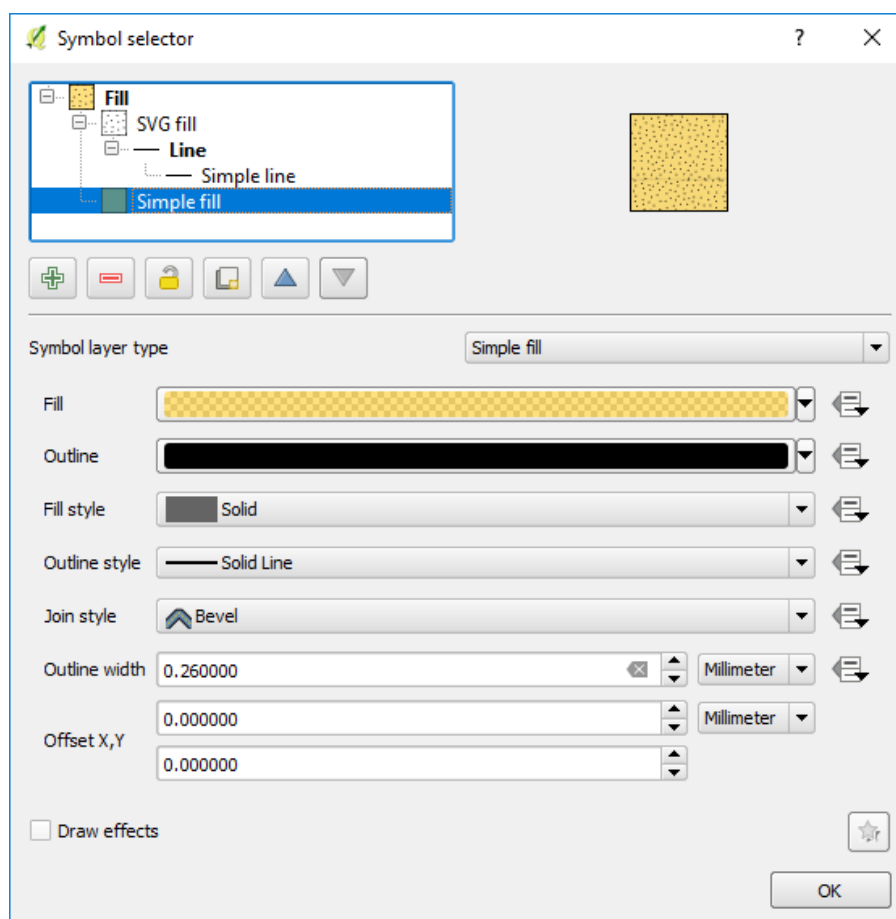 Symbol selector ?
Fill
SVG fill
Line
Simple line
Simple fill
Symbol layer type Simple fill
Fill
Outline
Fill style Solid
Outline style Solid Line
Join style Bevel
Outline width 0.260000 Millimeter
0.000000 Millimeter
Offset X,Y
0.000000
Draw effects
OK